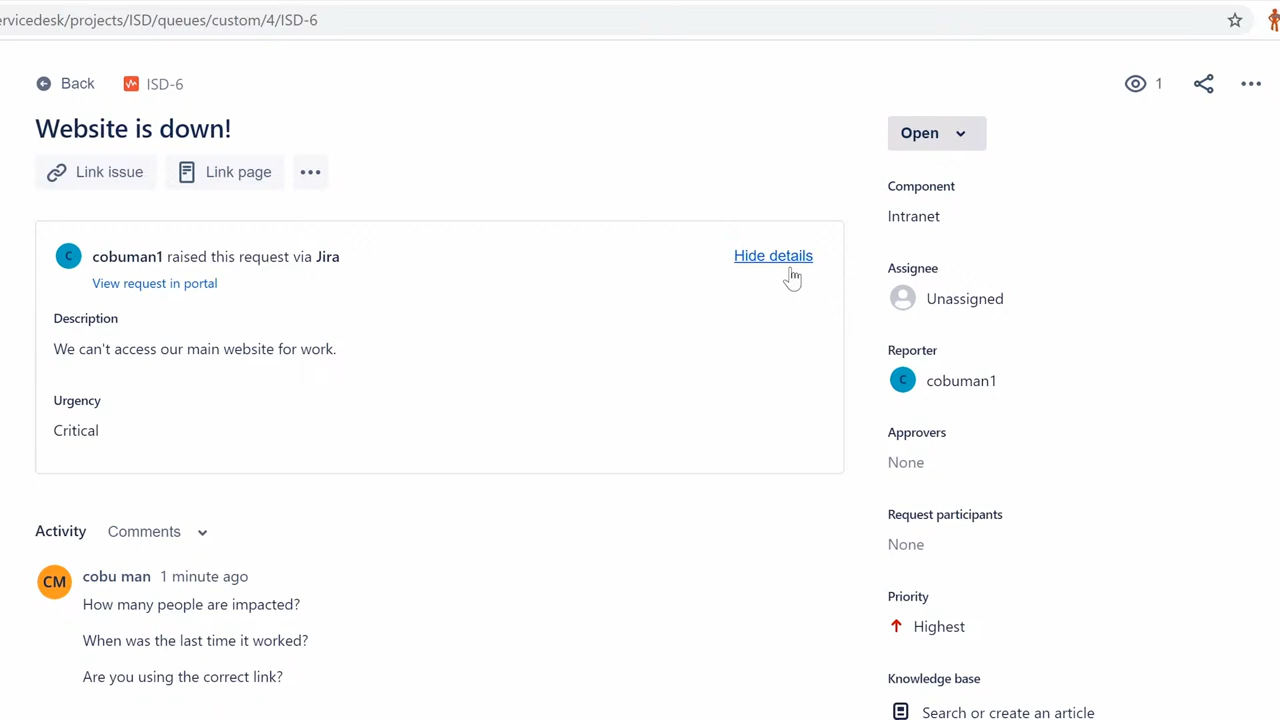 ervicedesk/projects/ISD/queues/custom/4/ISD-6
Back ISD-6 1
Website is down!
Open
Link issue Link page
Component
Intranet
C cobuman1 raised this request via Jira Hide details
View request in portal
Assignee
Unassigned
Description
We can't access our main website for work.
Reporter
C cobuman1
Urgency
Critical
Approvers
None
Request participants
None
Activity Comments
CM cobu man 1 minute ago
How many people are impacted?
When was the last time it worked?
Are you using the correct link?
Priority
Highest
Knowledge base
Search or create an article